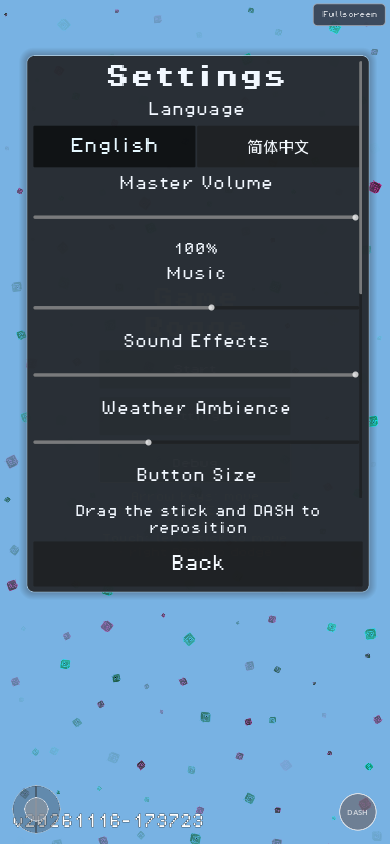 Fullscreen
Settings
Language
English 简体中文
Master Volume
100%
Music
Sound Effects
Weather Ambience
Button Size
Drag the stick and DASH to
reposition
Back
DASH